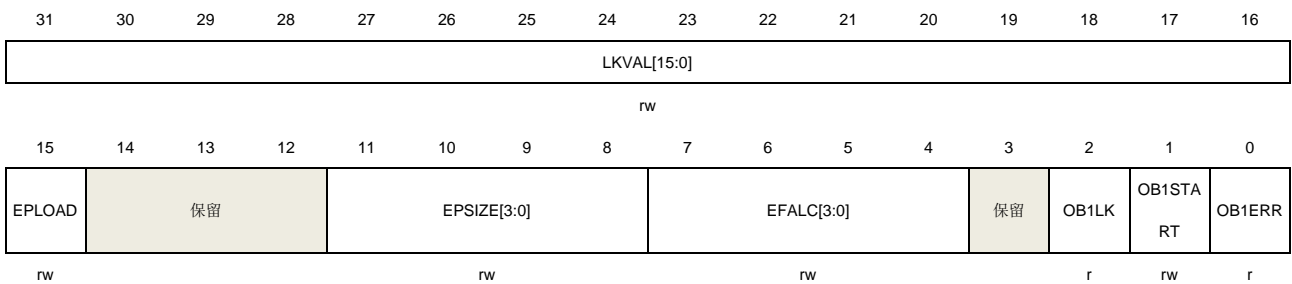 31 30 29 28 27 26 25 24 23 22 21 20 19 18 17 16
LKVAL[15:0]
rw
15 14 13 12 11 10 9 8 7 6 5 4 3 2 1 0
EPLOAD 保留 EPSIZE[3:0] EFALC[3:0] 保留 OB1LK OB1STA
RT OB1ERR
rw rw rw r rw r